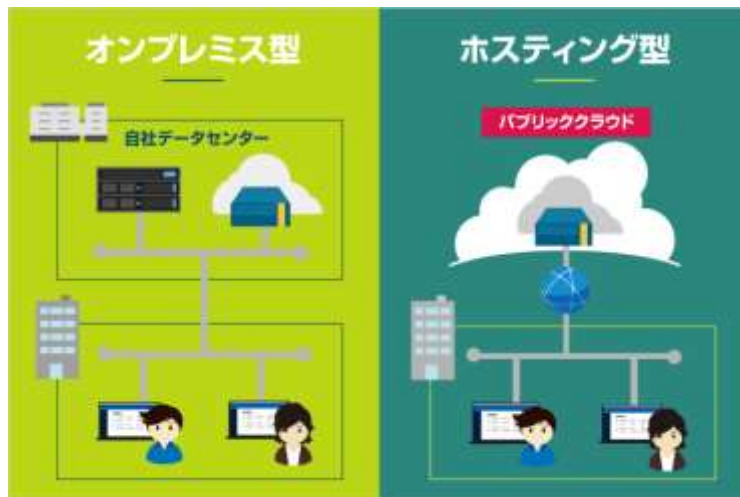 オンプレミス型
自社データセンター
ホスティング型
パブリッククラウド